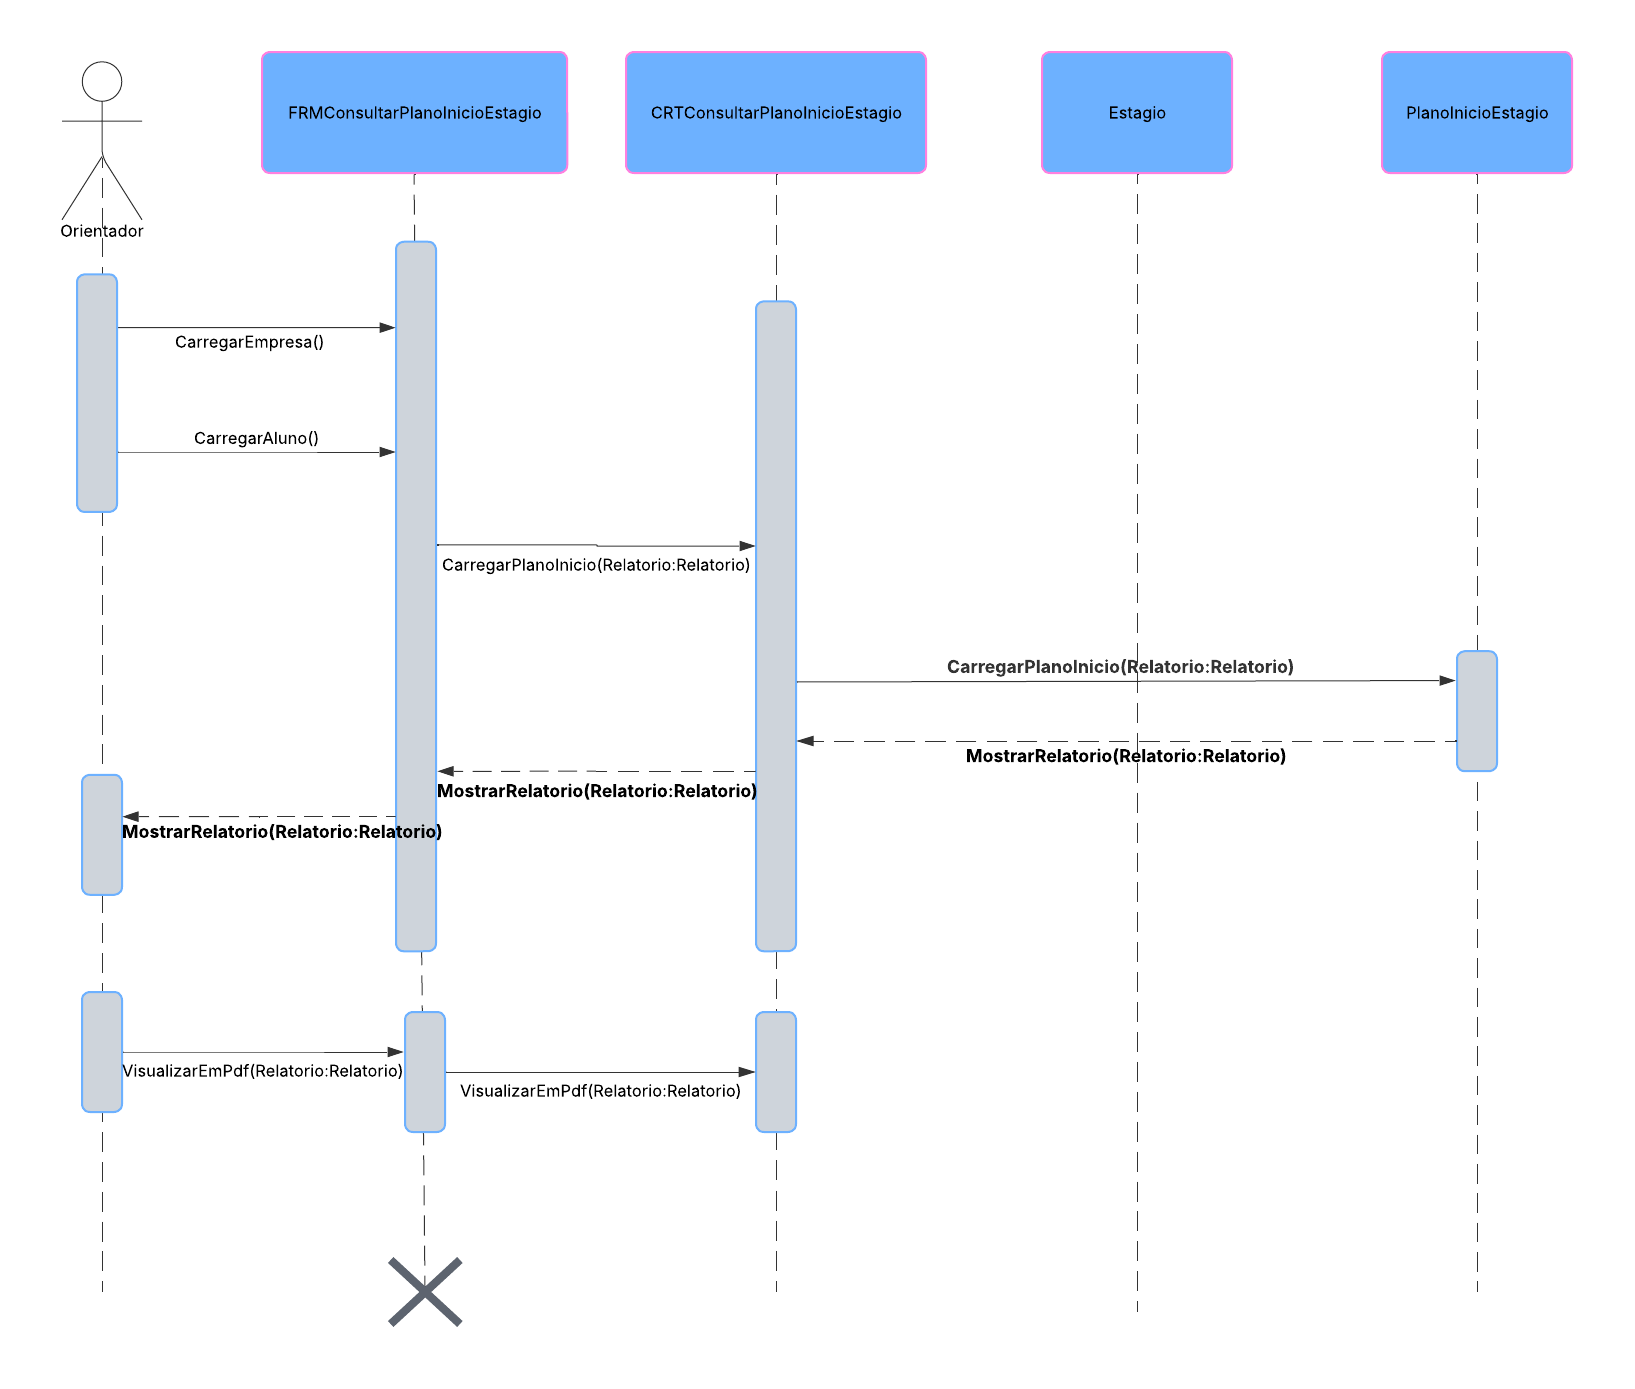 FRMConsultarPlanoInicioEstagio
CRTConsultarPlanoInicioEstagio
Estagio
PlanoInicioEstagio
Orientador
CarregarEmpresa()
CarregarAluno()
CarregarPlanoInicio(Relatorio:Relatorio)
CarregarPlanoInicio(Relatorio:Relatorio)
MostrarRelatorio(Relatorio:Relatorio)
MostrarRelatorio(Relatorio:Relatorio)
MostrarRelatorio(Relatorio:Relatorio)
VisualizarEmPdf(Relatorio:Relatorio)
VisualizarEmPdf(Relatorio:Relatorio)